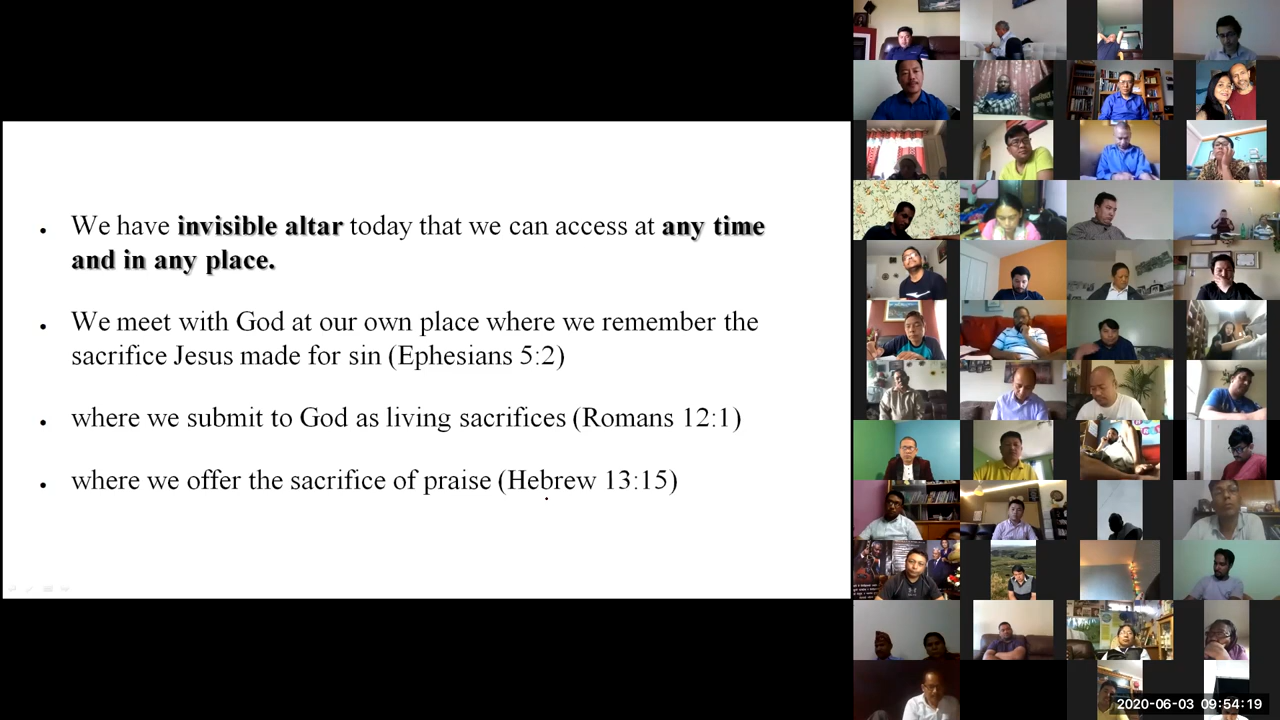 • We have invisible altar today that we can access at any time
and in any place.
• We meet with God at our own place where we remember the
sacrifice Jesus made for sin (Ephesians 5:2)
• where we submit to God as living sacrifices (Romans 12:1)
• where we offer the sacrifice of praise (Hebrew 13:15)
2020-06-03 09:54:19